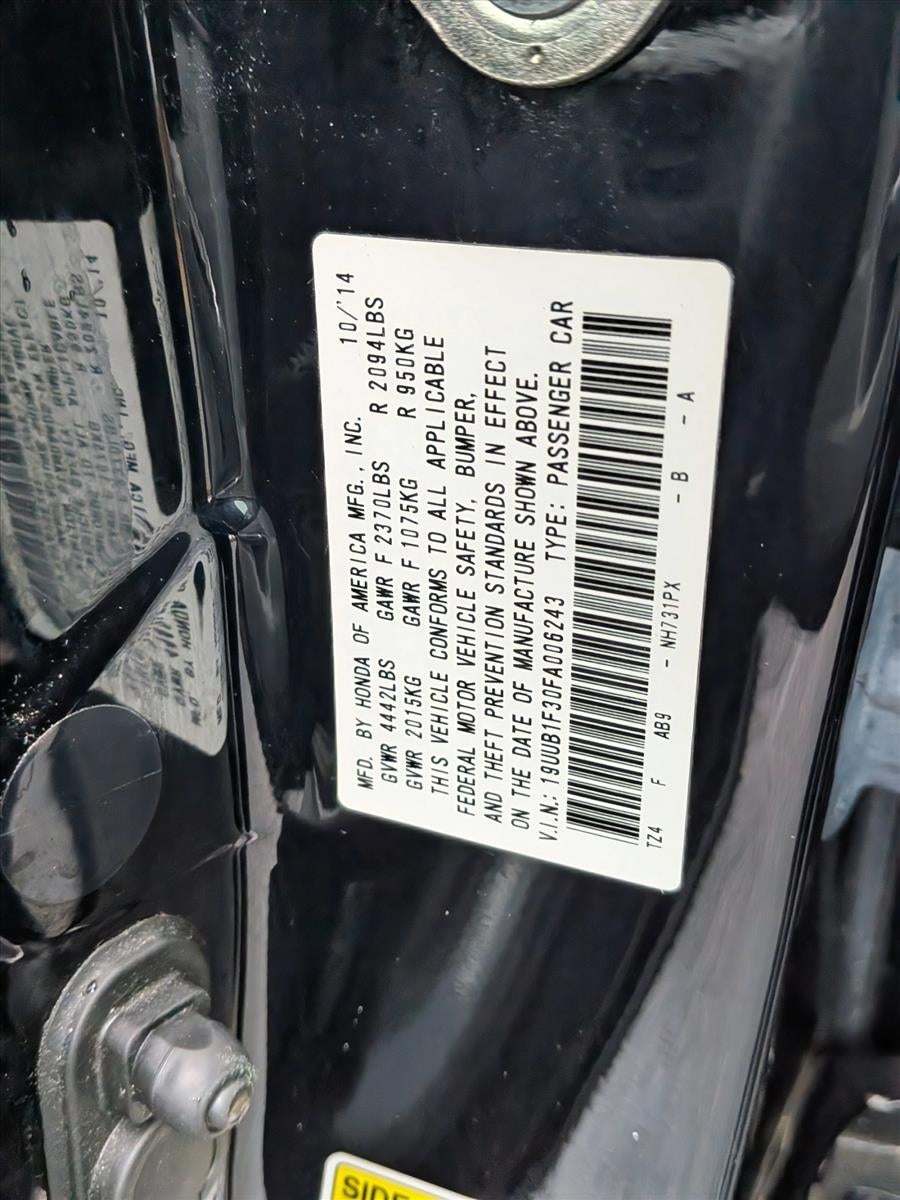 MFD. BY HONDA OF AMERICA MFG., INC. 10/'14
GVWR 4442LBS GAWR F 2370LBS R 2094LBS
GVWR 2015KG GAWR F 1075KG R 950KG
THIS VEHICLE CONFORMS TO ALL APPLICABLE
FEDERAL MOTOR VEHICLE SAFETY, BUMPER,
AND THEFT PREVENTION STANDARDS IN EFFECT
ON THE DATE OF MANUFACTURE SHOWN ABOVE.
V.I.N.: 19UUB1F30FA006243 TYPE: PASSENGER CAR
TZ4 F AB9 - NH731PX - B - A
SIDE